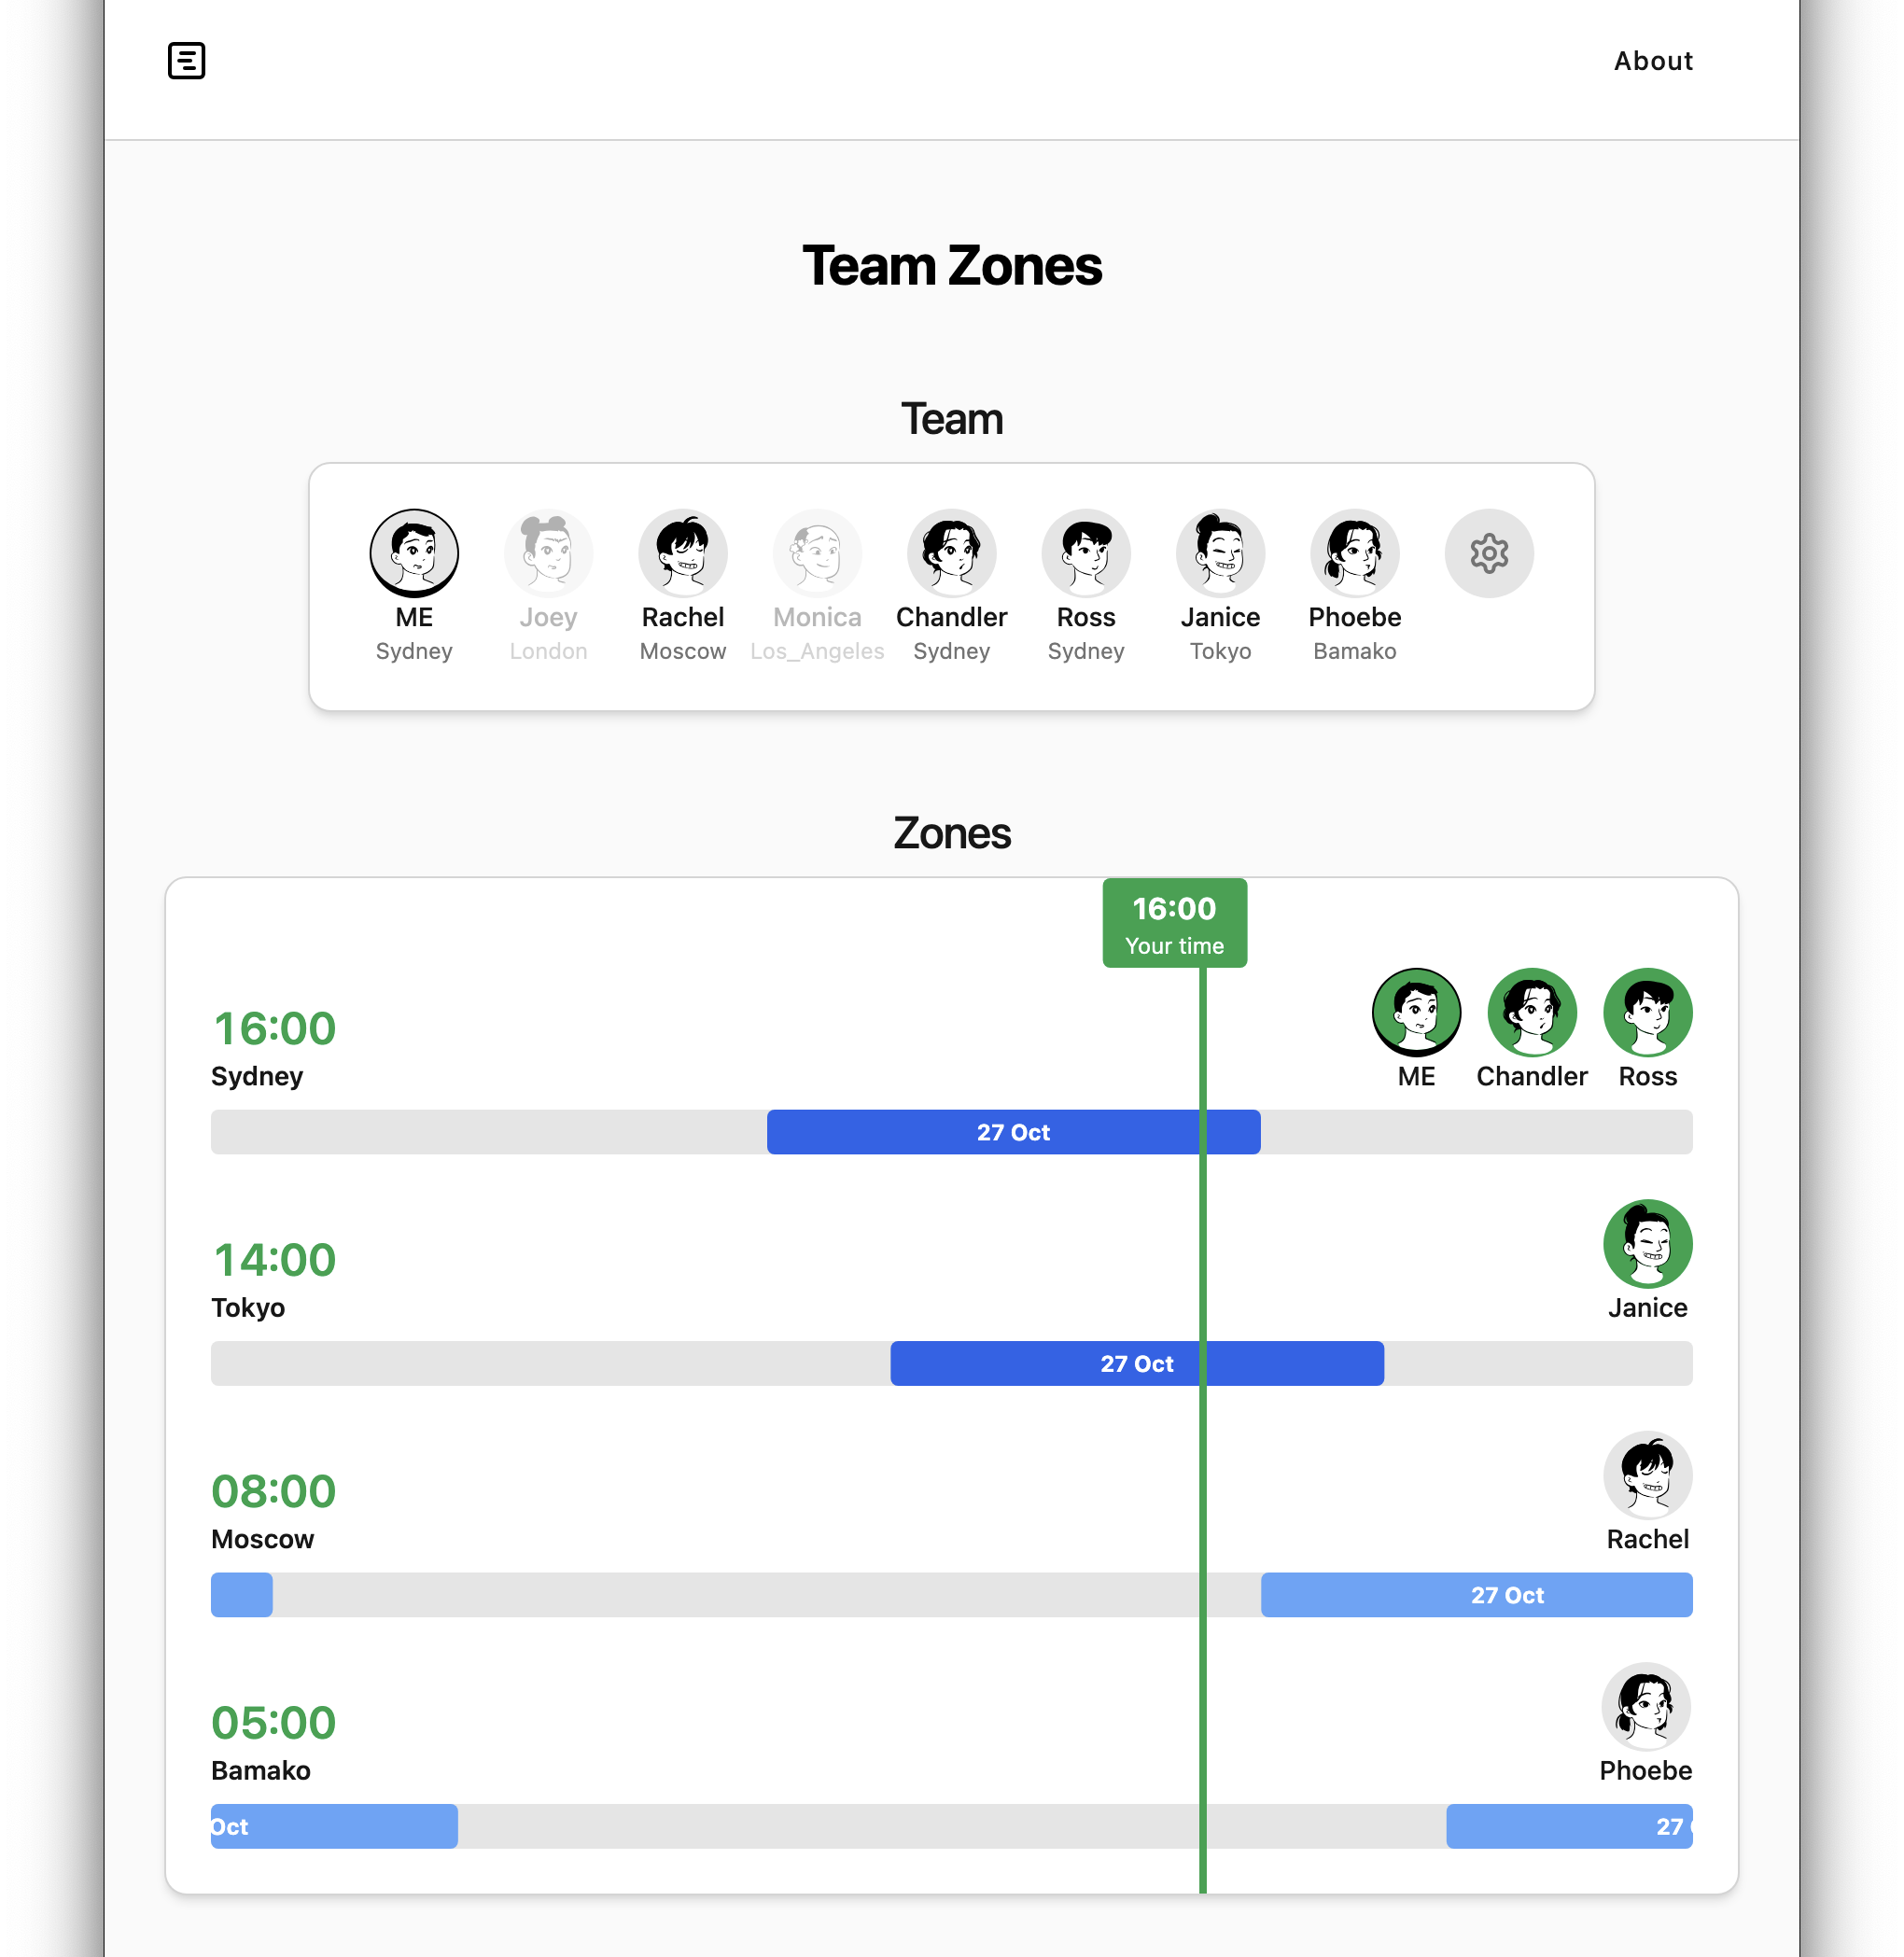 About
Team Zones
Team
ME Joey Rachel Monica Chandler Ross Janice Phoebe
Sydney London Moscow Los_Angeles Sydney Sydney Tokyo Bamako
Zones
16:00
Your time
16:00
Sydney
ME Chandler Ross
27 Oct
14:00
Tokyo
Janice
27 Oct
08:00
Moscow
Rachel
27 Oct
05:00
Bamako
Phoebe
Oct 27